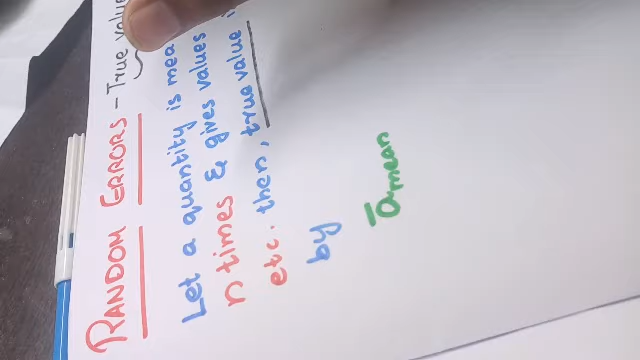 RANDOM ERRORS - True value
Let a quantity is mea
n times & gives values
etc. then, true value
by
ā mean